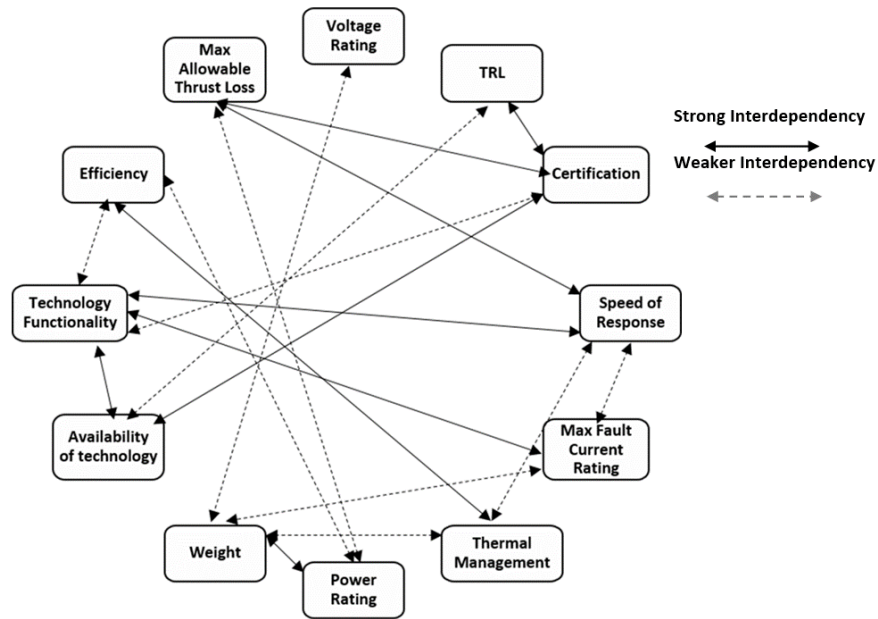 Voltage
Rating
Max
Allowable
Thrust Loss
TRL
Strong Interdependency
Weaker Interdependency
Efficiency
Certification
Technology
Functionality
Speed of
Response
Availability
of technology
Max Fault
Current
Rating
Weight
Thermal
Management
Power
Rating